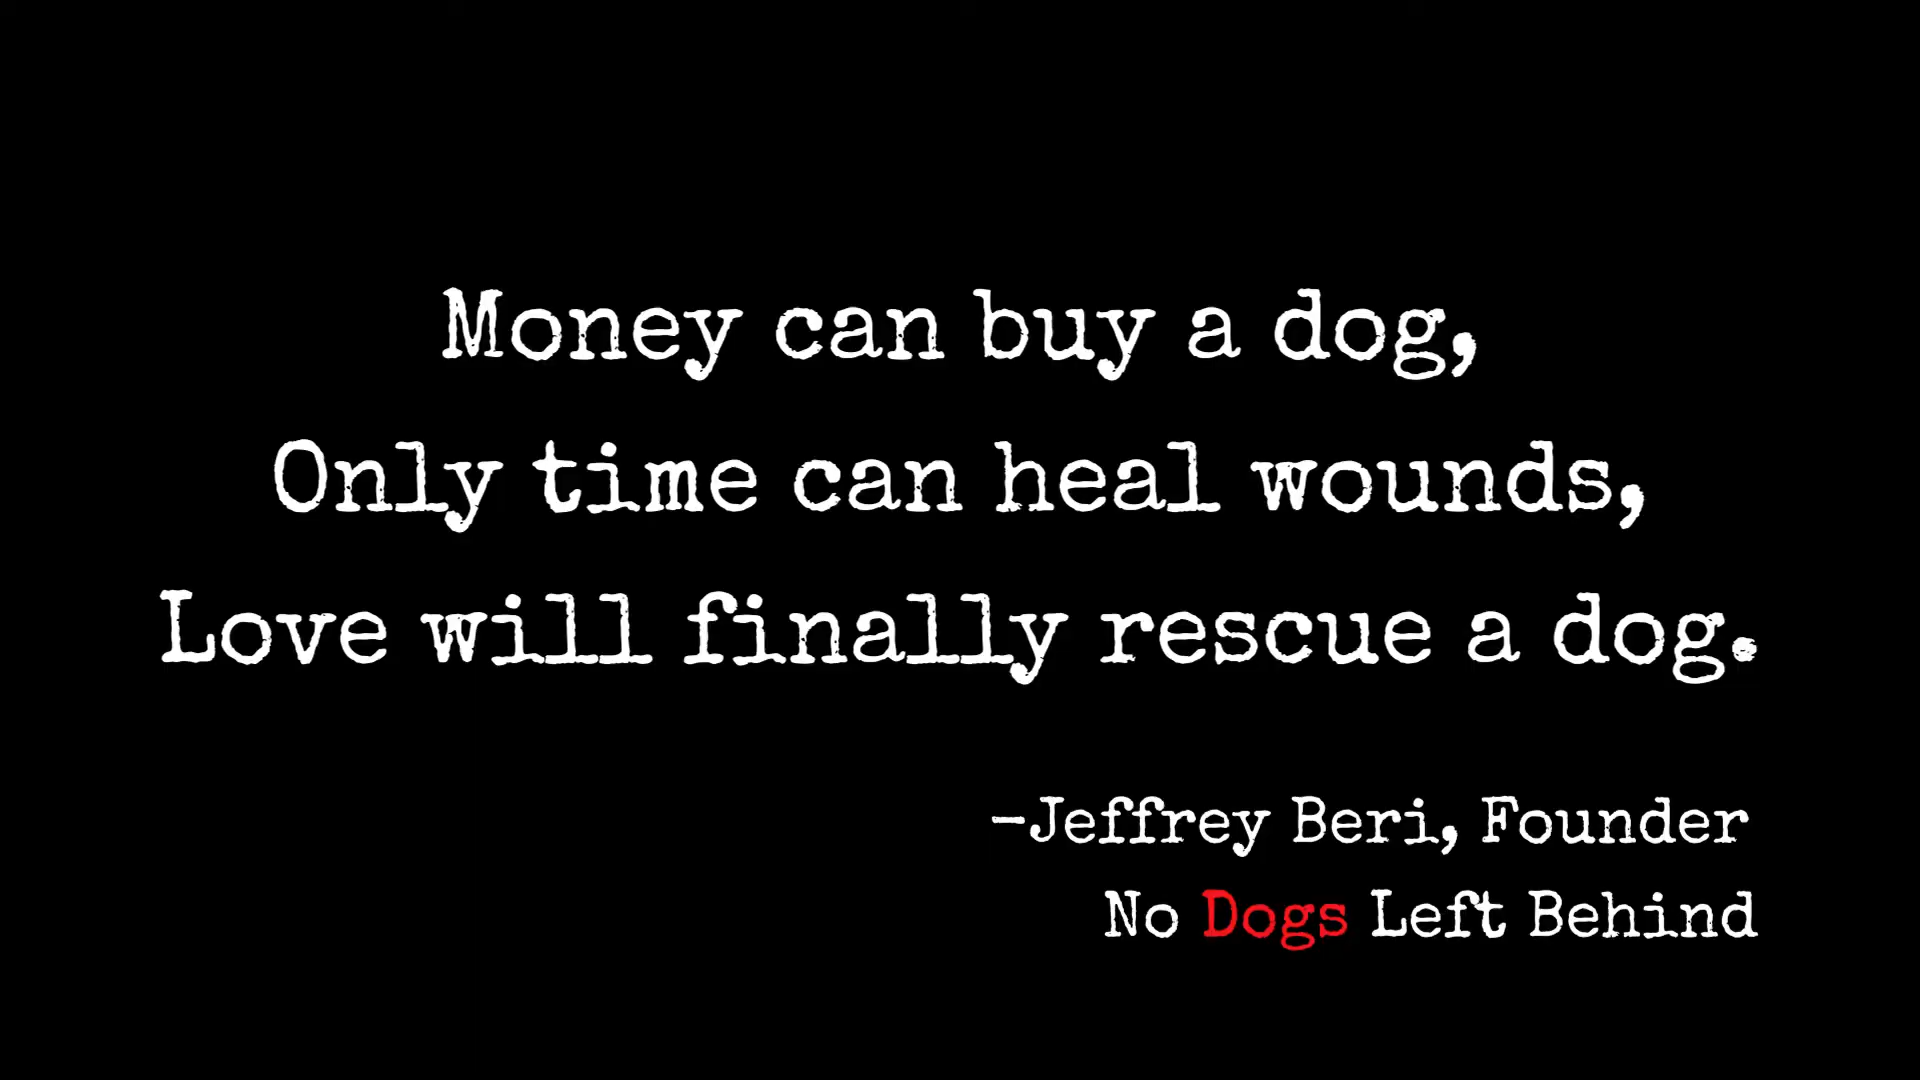 Money can buy a dog,
Only time can heal wounds,
Love will finally rescue a dog.
-Jeffrey Beri, Founder
No Dogs Left Behind